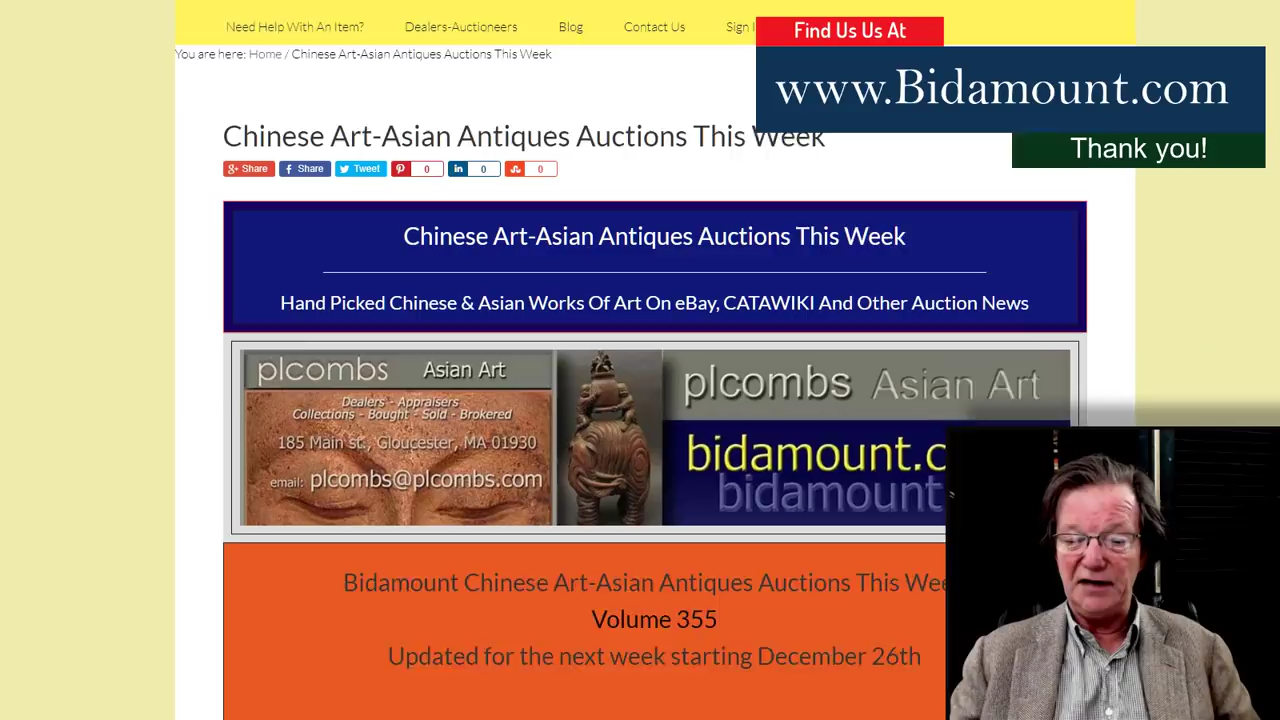 Need Help With An Item?
Dealers-Auctioneers
Blog
Contact Us
Sign I
Find Us Us At
www.Bidamount.com
Thank you!
You are here: Home / Chinese Art-Asian Antiques Auctions This Week
Chinese Art-Asian Antiques Auctions This Week
Share
Share
Tweet
0
0
0
Chinese Art-Asian Antiques Auctions This Week
Hand Picked Chinese & Asian Works Of Art On eBay, CATAWIKI And Other Auction News
plcombs Asian Art
Dealers - Appraisers
Collections - Bought - Sold - Brokered
185 Main st., Gloucester, MA 01930
email: plcombs@plcombs.com
plcombs Asian Art
bidamount.c
bidamount
Bidamount Chinese Art-Asian Antiques Auctions This Wee
Volume 355
Updated for the next week starting December 26th